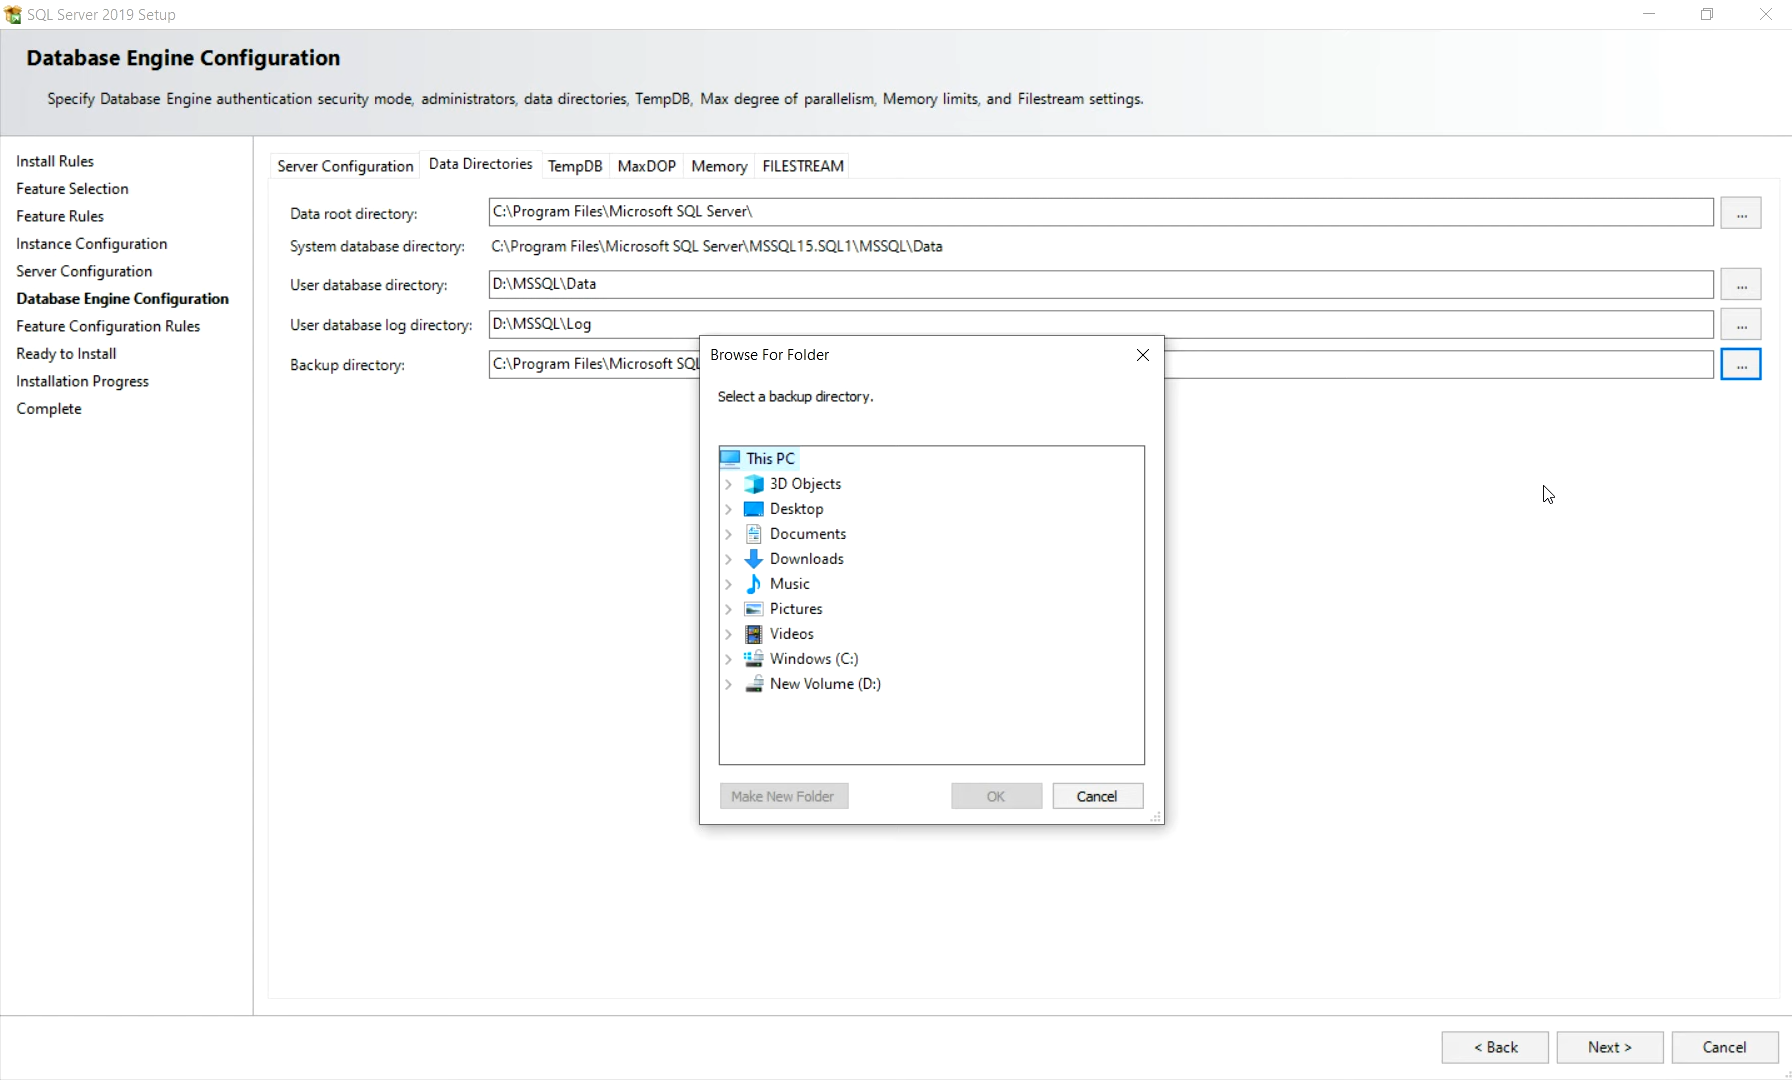 SQL Server 2019 Setup
Database Engine Configuration
Specify Database Engine authentication security mode, administrators, data directories, TempDB, Max degree of parallelism, Memory limits, and Filestream settings.
Install Rules
Feature Selection
Feature Rules
Instance Configuration
Server Configuration
Database Engine Configuration
Feature Configuration Rules
Ready to Install
Installation Progress
Complete
Server Configuration Data Directories TempDB MaxDOP Memory FILESTREAM
Data root directory: C:\Program Files\Microsoft SQL Server\ ...
System database directory: C:\Program Files\Microsoft SQL Server\MSSQL15.SQL1\MSSQL\Data
User database directory: D:\MSSQL\Data ...
User database log directory: D:\MSSQL\Log ...
Backup directory: C:\Program Files\Microsoft SQL ...
Browse For Folder
Select a backup directory.
This PC
3D Objects
Desktop
Documents
Downloads
Music
Pictures
Videos
Windows (C:)
New Volume (D:)
Make New Folder OK Cancel
< Back Next > Cancel